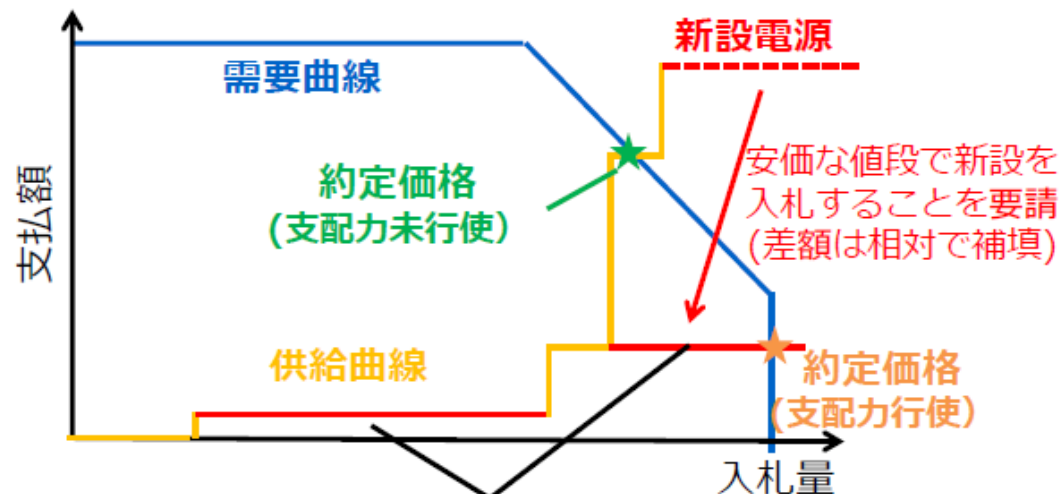 新設電源
需要曲線
約定価格
(支配力未行使)
安価な値段で新設を
入札することを要請
(差額は相対で補填)
支払額
供給曲線
約定価格
(支配力行使)
入札量